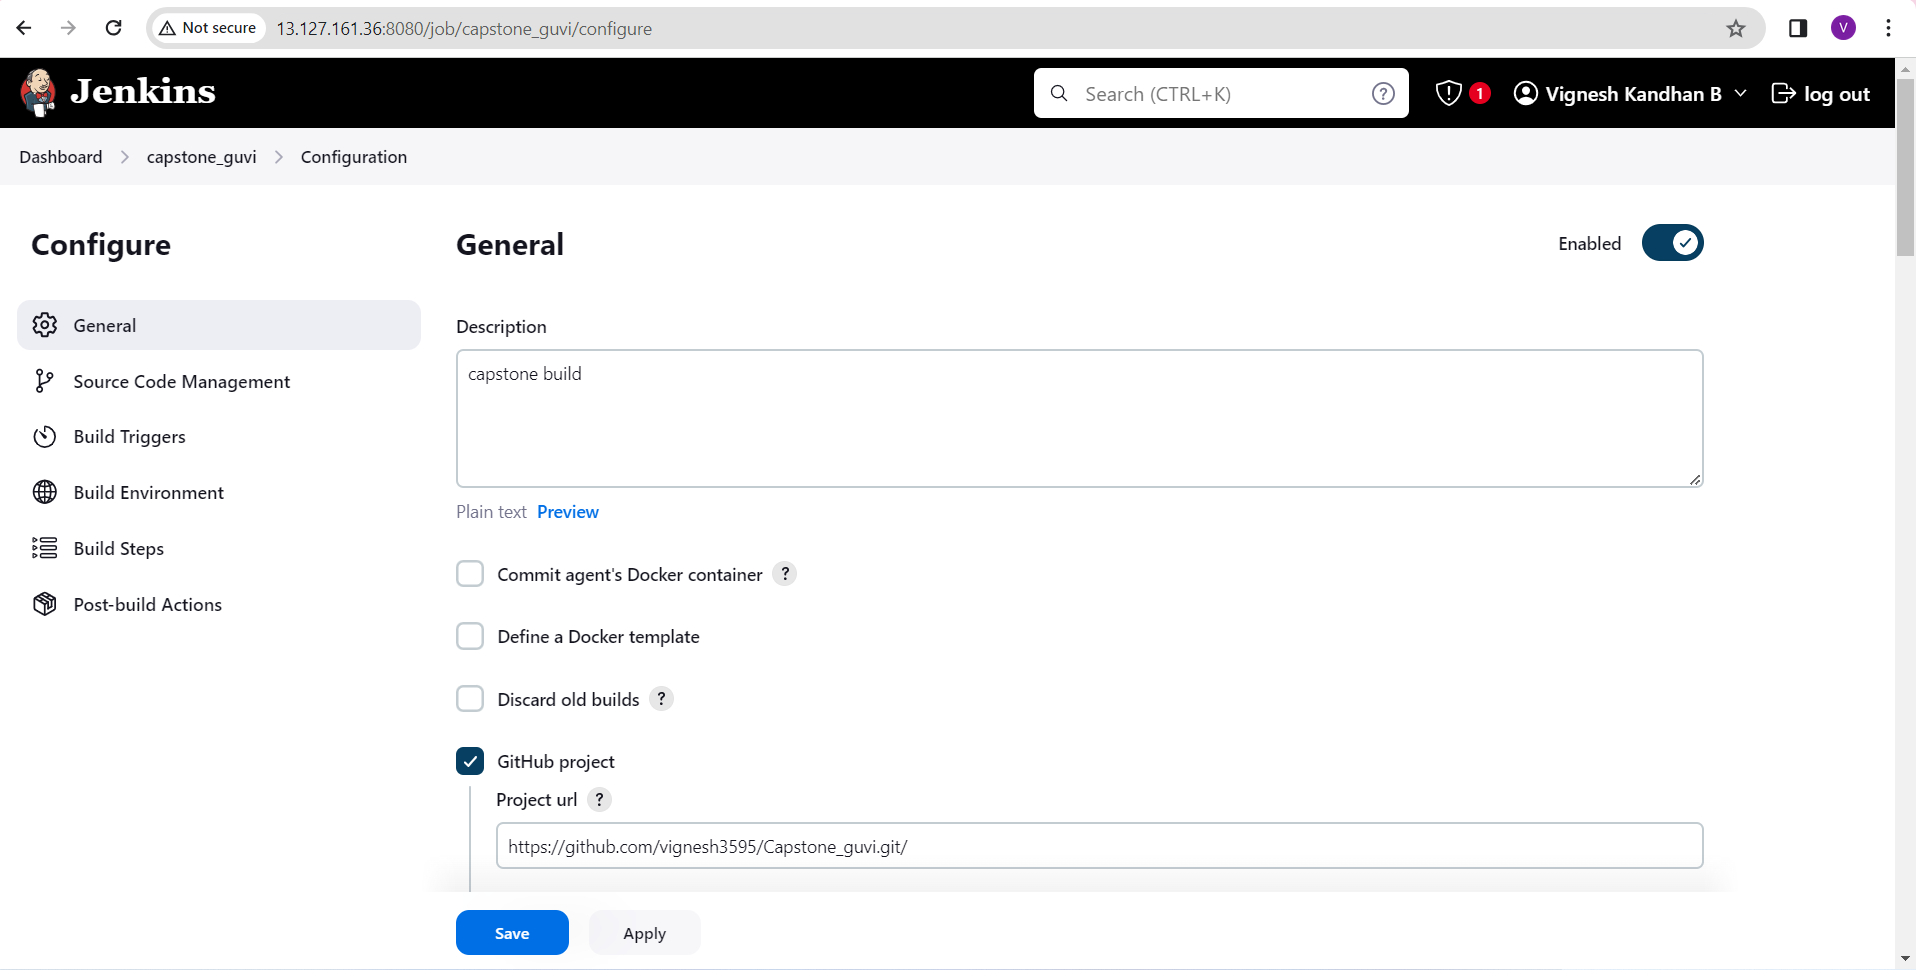 Not secure 13.127.161.36:8080/job/capstone_guvi/configure V
Jenkins Search (CTRL+K) ? 1 Vignesh Kandhan B log out
Dashboard capstone_guvi Configuration
Configure
General
Source Code Management
Build Triggers
Build Environment
Build Steps
Post-build Actions
General Enabled
Description
capstone build
Plain text Preview
Commit agent's Docker container ?
Define a Docker template
Discard old builds ?
GitHub project
Project url ?
https://github.com/vignesh3595/Capstone_guvi.git/
Save Apply